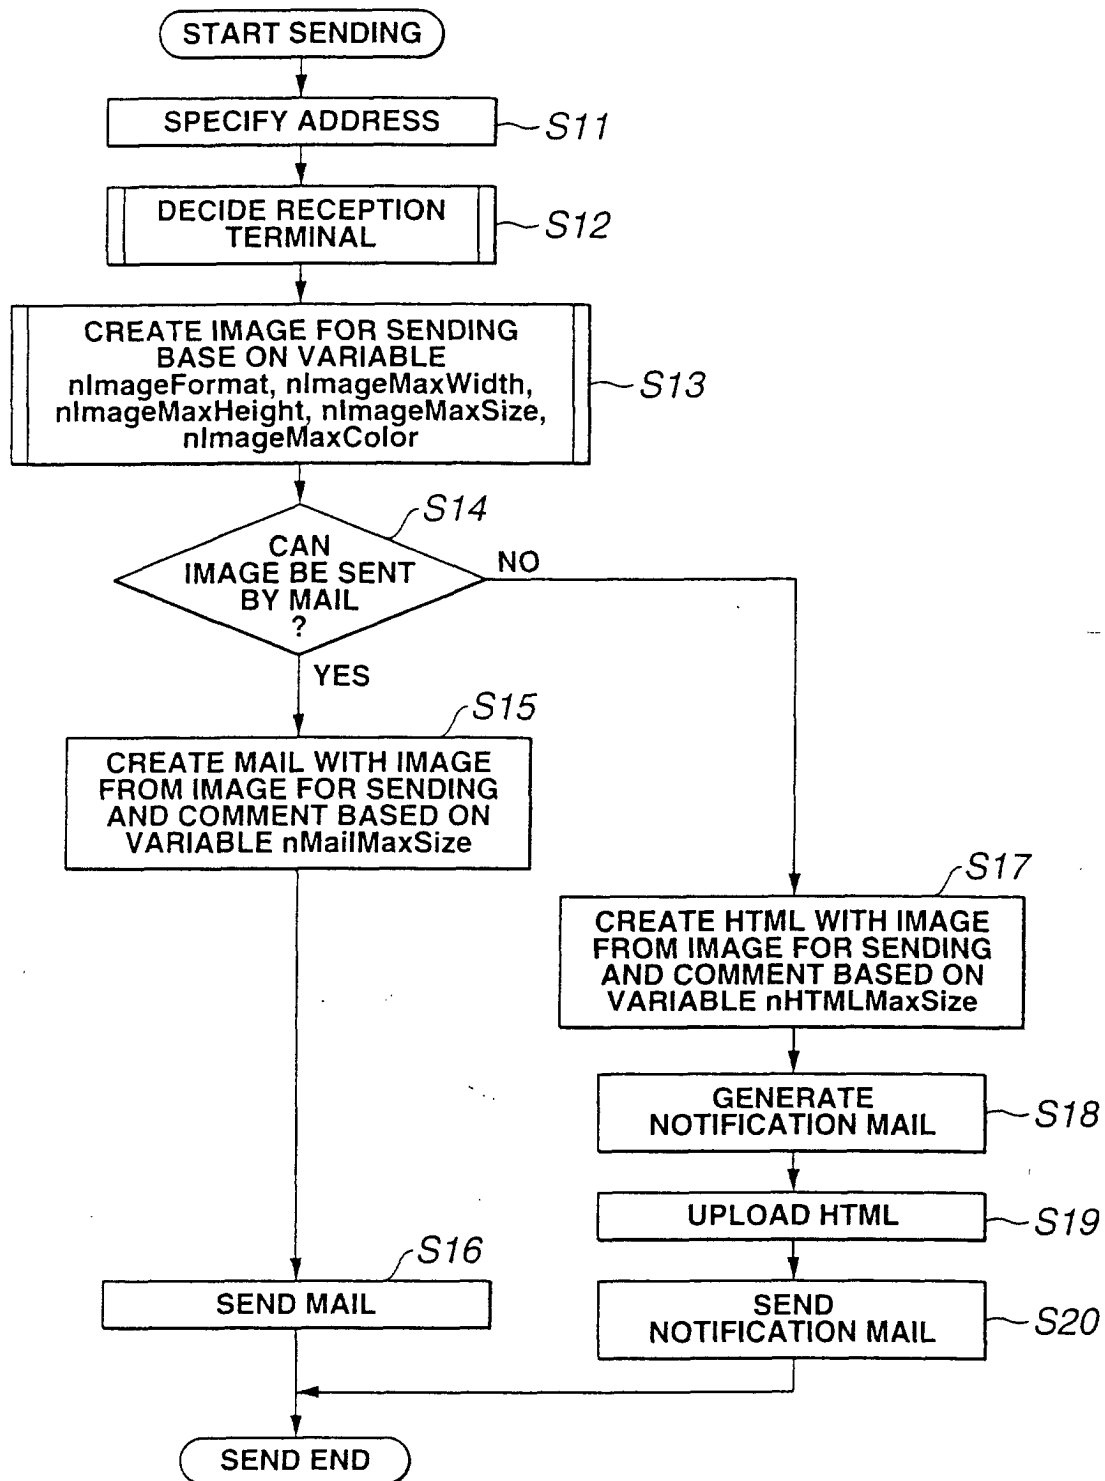 START SENDING
SPECIFY ADDRESS
S11
DECIDE RECEPTION
TERMINAL
S12
CREATE IMAGE FOR SENDING
BASE ON VARIABLE
nImageFormat, nImageMaxWidth,
nImageMaxHeight, nImageMaxSize,
nImageMaxColor
S13
S14
CAN
IMAGE BE SENT
BY MAIL
?
NO
YES
S15
CREATE MAIL WITH IMAGE
FROM IMAGE FOR SENDING
AND COMMENT BASED ON
VARIABLE nMailMaxSize
S17
CREATE HTML WITH IMAGE
FROM IMAGE FOR SENDING
AND COMMENT BASED ON
VARIABLE nHTMLMaxSize
GENERATE
NOTIFICATION MAIL
S18
UPLOAD HTML
S19
S16
SEND MAIL
SEND
NOTIFICATION MAIL
S20
SEND END